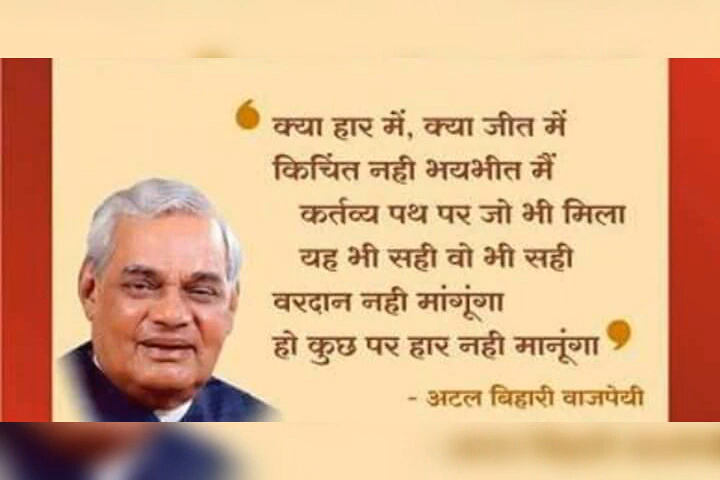 क्या हार में, क्या जीत में
किचिंत नही भयभीत मैं
कर्तव्य पथ पर जो भी मिला
यह भी सही वो भी सही
वरदान नही मांगूंगा
हो कुछ पर हार नही मानूंगा
- अटल बिहारी वाजपेयी